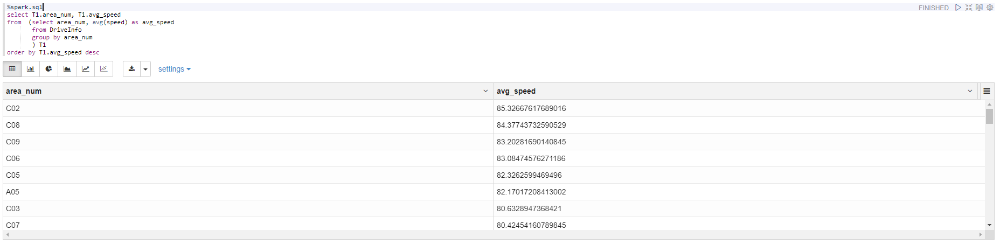 %spark.sql
FINISHED
select T1.area_num, T1.avg_speed
from  (select area_num, avg(speed) as avg_speed
       from DriveInfo
       group by area_num
       ) T1
order by T1.avg_speed desc
settings
area_num avg_speed
C02 85.32667617689016
C08 84.37743732590529
C09 83.20281690140845
C06 83.08474576271186
C05 82.3262599469496
A05 82.17017208413002
C03 80.6328947368421
C07 80.42454160789845